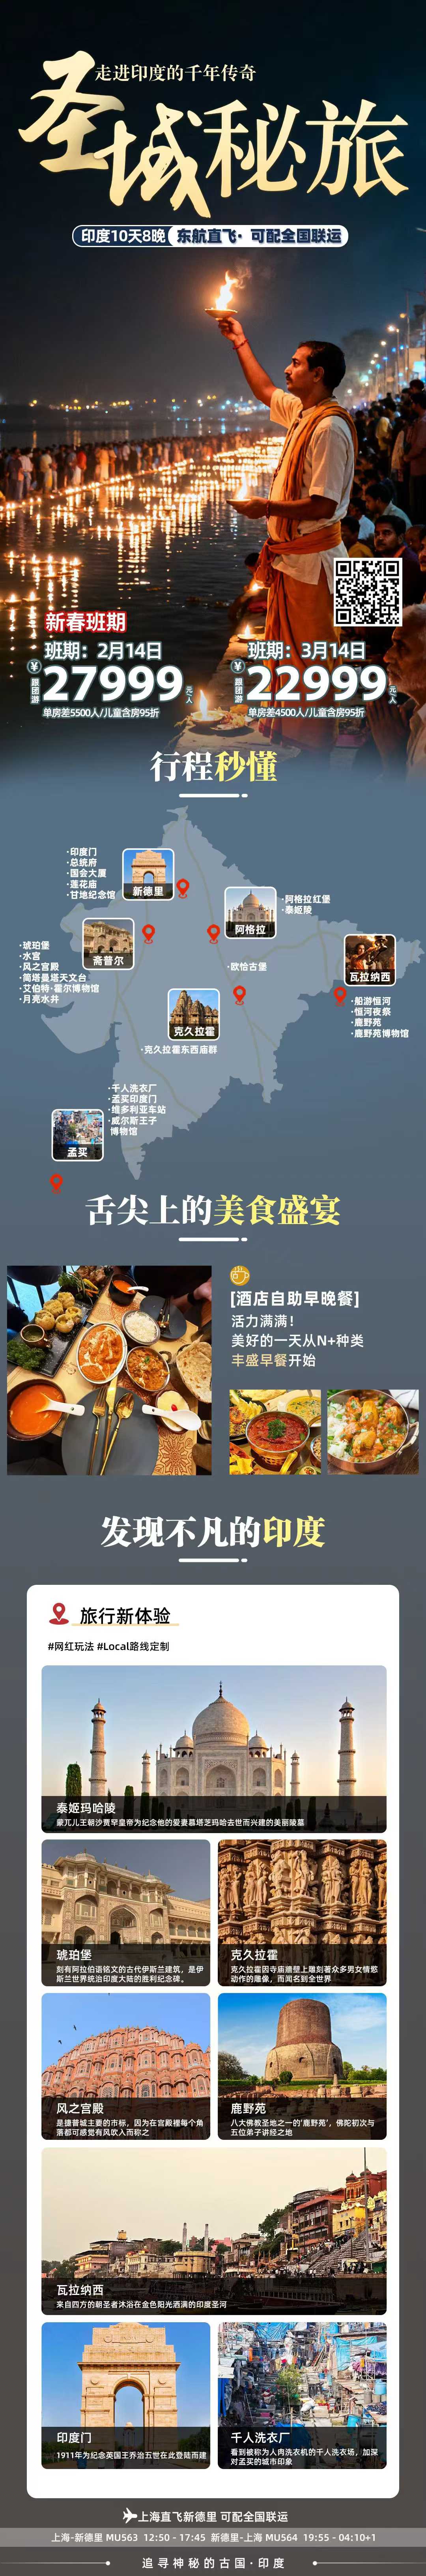 走进印度的千年传奇
圣城秘旅
印度10天8晚 东航直飞·可配全国联运
新春班期
班期：2月14日
¥
跟团游
27999
元/人
单房差5500人/儿童含房95折
班期：3月14日
¥
跟团游
22999
元/人
单房差4500人/儿童含房95折
行程秒懂
·印度门
·总统府
·国会大厦
·莲花庙
·甘地纪念馆
新德里
阿格拉
·阿格拉红堡
·泰姬陵
斋普尔
·琥珀堡
·水宫
·风之宫殿
·简塔曼塔天文台
·艾伯特·霍尔博物馆
·月亮水井
瓦拉纳西
·船游恒河
·恒河夜祭
·鹿野苑
·鹿野苑博物馆
·欧恰古堡
克久拉霍
·克久拉霍东西庙群
·千人洗衣厂
·孟买印度门
·维多利亚车站
·威尔斯王子
博物馆
孟买
舌尖上的美食盛宴
[酒店自助早晚餐]
活力满满！
美好的一天从N+种类
丰盛早餐开始
发现不凡的印度
旅行新体验
#网红玩法 #Local路线定制
泰姬玛哈陵
蒙兀儿王朝沙贾罕皇帝为纪念他的爱妻慕塔芝玛哈去世而兴建的美丽陵墓
琥珀堡
刻有阿拉伯语铭文的古代伊斯兰建筑，是伊
斯兰世界统治印度大陆的胜利纪念碑。
克久拉霍
克久拉霍因寺庙雕壁上雕刻著众多男女情慾
动作的雕像，而闻名到全世界
风之宫殿
是捷普城主要的市标，因为在宫殿裡每个角
落都可感觉有风吹入而称之
鹿野苑
八大佛教圣地之一的'鹿野苑'，佛陀初次与
五位弟子讲经之地
瓦拉纳西
来自四方的朝圣者沐浴在金色阳光洒满的印度圣河
印度门
1911年为纪念英国王乔治五世在此登陆而建
千人洗衣厂
看到被称为人肉洗衣机的千人洗衣场，加深
对孟买的城市印象
上海直飞新德里 可配全国联运
上海-新德里 MU563 12:50 - 17:45 新德里-上海 MU564 19:55 - 04:10+1
追寻神秘的古国·印度